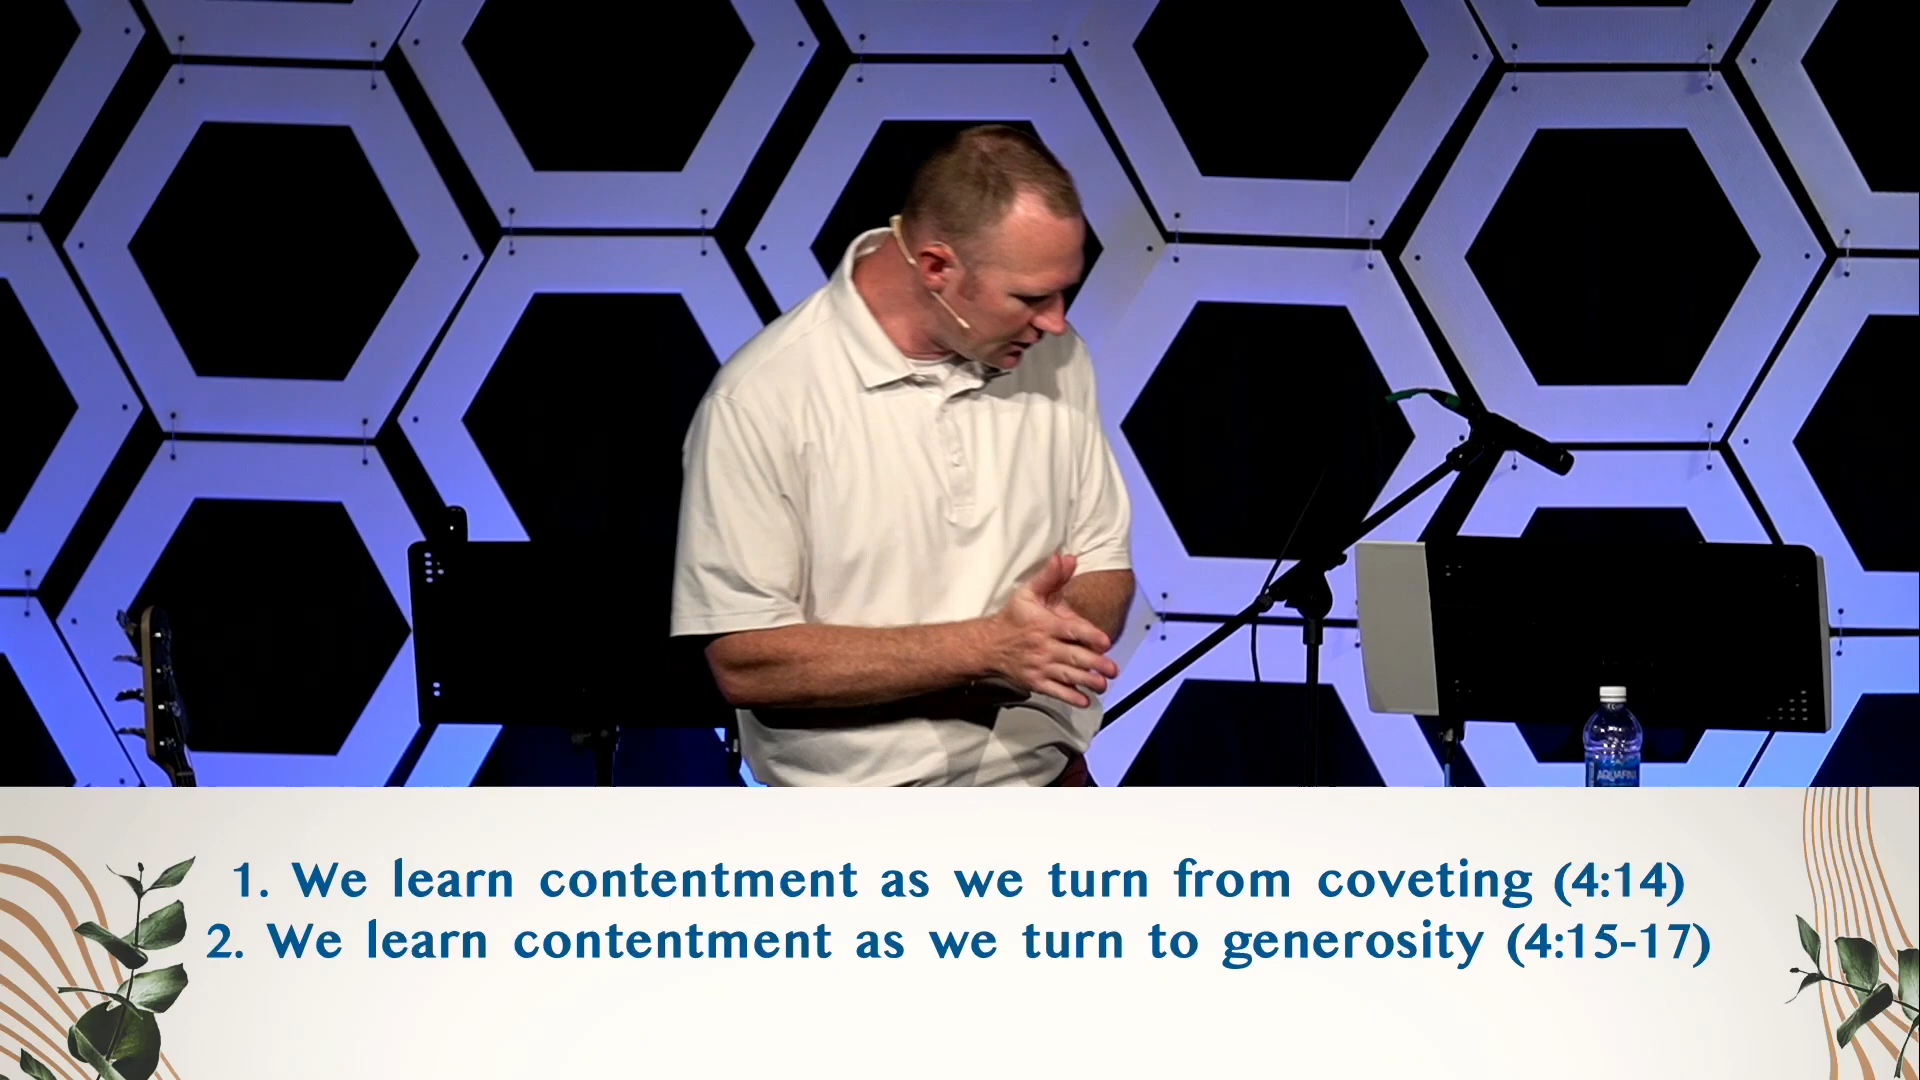 AQUAFINA
1. We learn contentment as we turn from coveting (4:14)
2. We learn contentment as we turn to generosity (4:15-17)